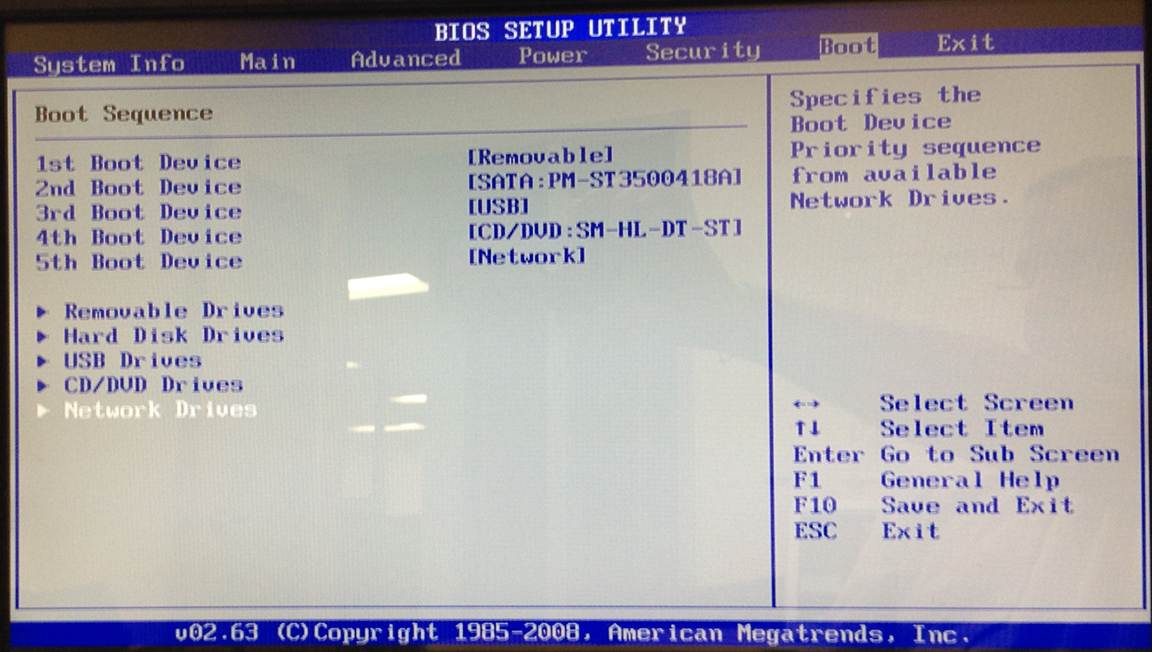 BIOS SETUP UTILITY
System Info Main Advanced Power Security Boot Exit
Boot Sequence
1st Boot Device [Removable]
2nd Boot Device [SATA:PM-ST3500418A]
3rd Boot Device [USB]
4th Boot Device [CD/DVD:SM-HL-DT-ST]
5th Boot Device [Network]
► Removable Drives
► Hard Disk Drives
► USB Drives
► CD/DVD Drives
► Network Drives
Specifies the
Boot Device
Priority sequence
from available
Network Drives.
←→ Select Screen
↑↓ Select Item
Enter Go to Sub Screen
F1 General Help
F10 Save and Exit
ESC Exit
v02.63 (C)Copyright 1985-2008, American Megatrends, Inc.